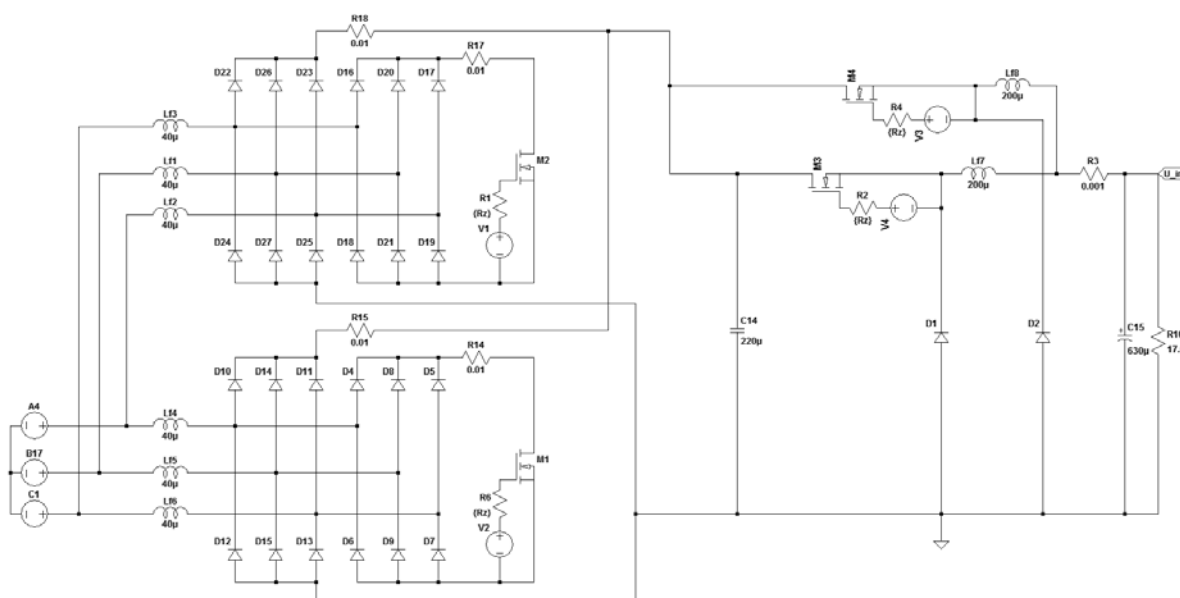 R18
0.01
R17
0.01
D22
D26
D23
D16
D20
D17
Lf3
40µ
Lf1
40µ
Lf2
40µ
M2
R1
(Rz)
V1
D24
D27
D25
D18
D21
D19
M4
Lf8
200µ
R4
(Rz)
V3
M3
Lf7
200µ
R3
0.001
R2
(Rz)
V4
C14
220µ
D1
D2
C15
630µ
17.
R15
0.01
R14
0.01
D10
D14
D11
D4
D8
D5
A4
B17
C1
Lf4
40µ
Lf5
40µ
Lf6
40µ
M1
R6
(Rz)
V2
D12
D15
D13
D6
D9
D7